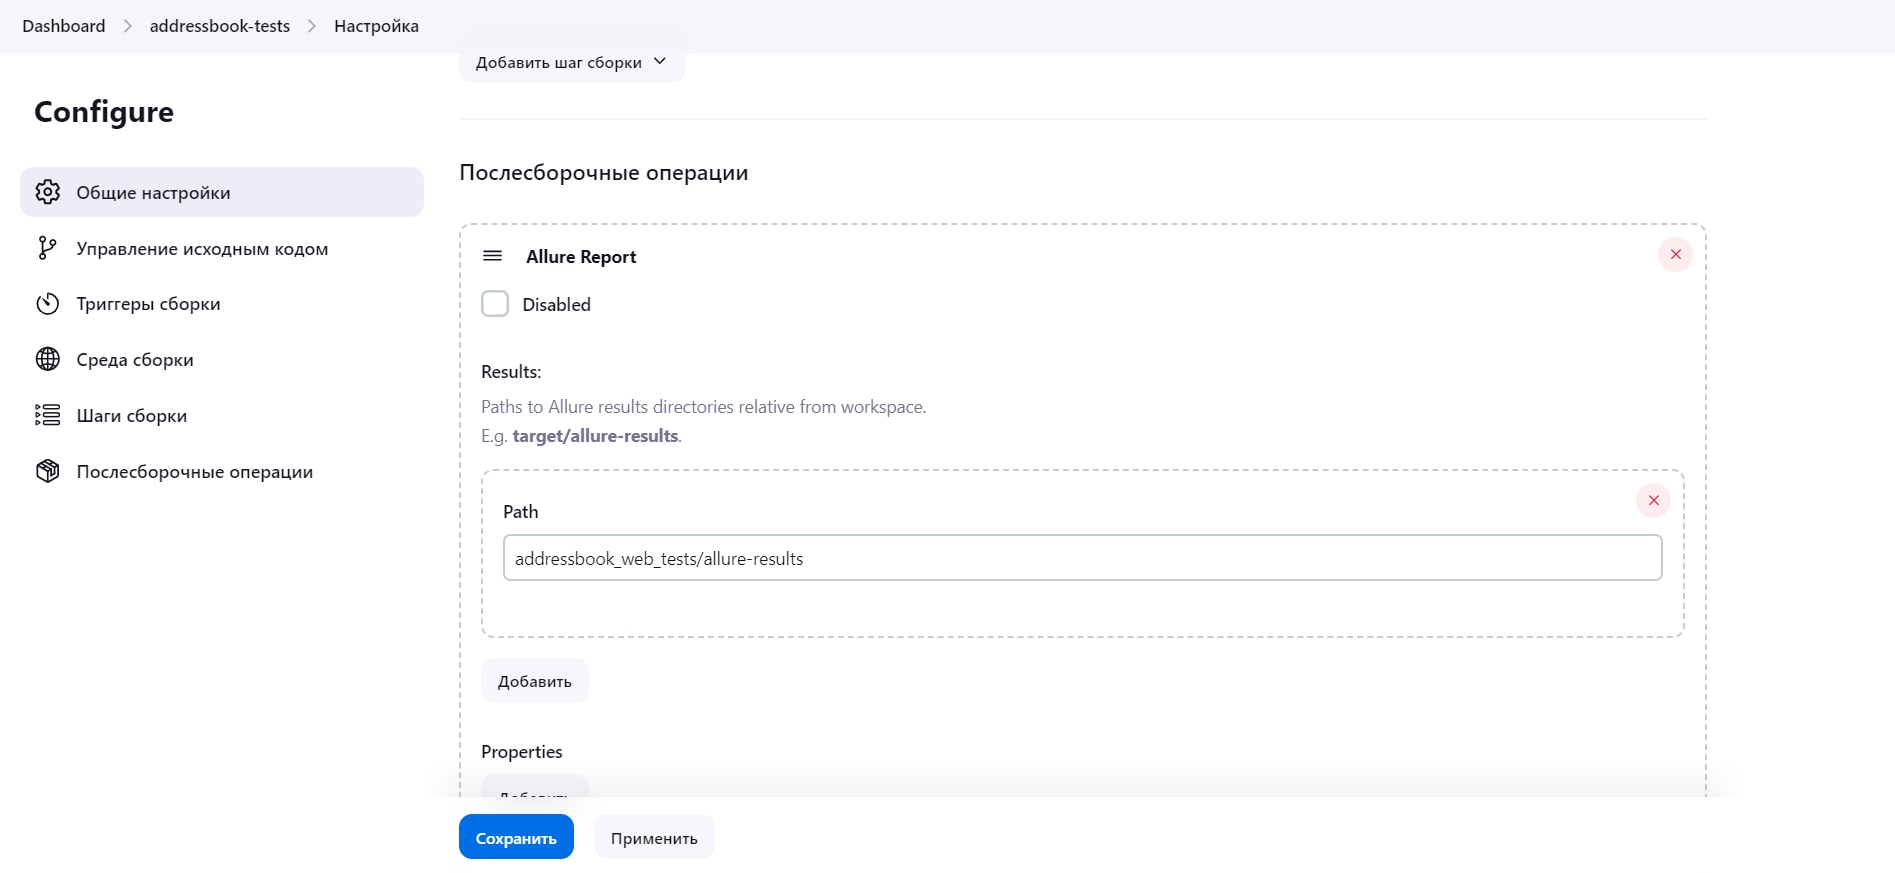 Dashboard > addressbook-tests > Настройка
Добавить шаг сборки
Configure
Общие настройки
Управление исходным кодом
Триггеры сборки
Среда сборки
Шаги сборки
Послесборочные операции
Послесборочные операции
Allure Report
Disabled
Results:
Paths to Allure results directories relative from workspace.
E.g. target/allure-results.
Path
addressbook_web_tests/allure-results
Добавить
Properties
Добавить
Сохранить
Применить